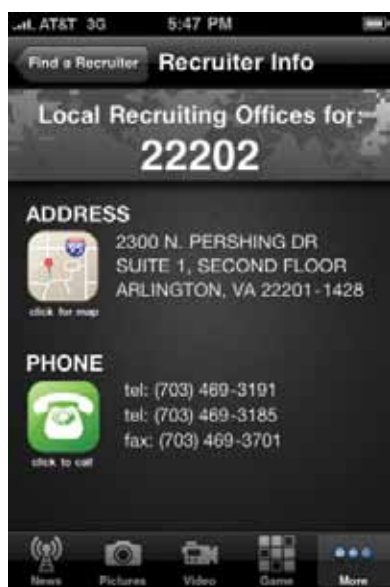 AT&T 3G 5:47 PM
Find a Recruiter Recruiter Info
Local Recruiting Offices for:
22202
ADDRESS
95
2300 N. PERSHING DR
SUITE 1, SECOND FLOOR
ARLINGTON, VA 22201-1428
click for map
PHONE
tel: (703) 469-3191
tel: (703) 469-3185
fax: (703) 469-3701
click to call
News Pictures Video Game More